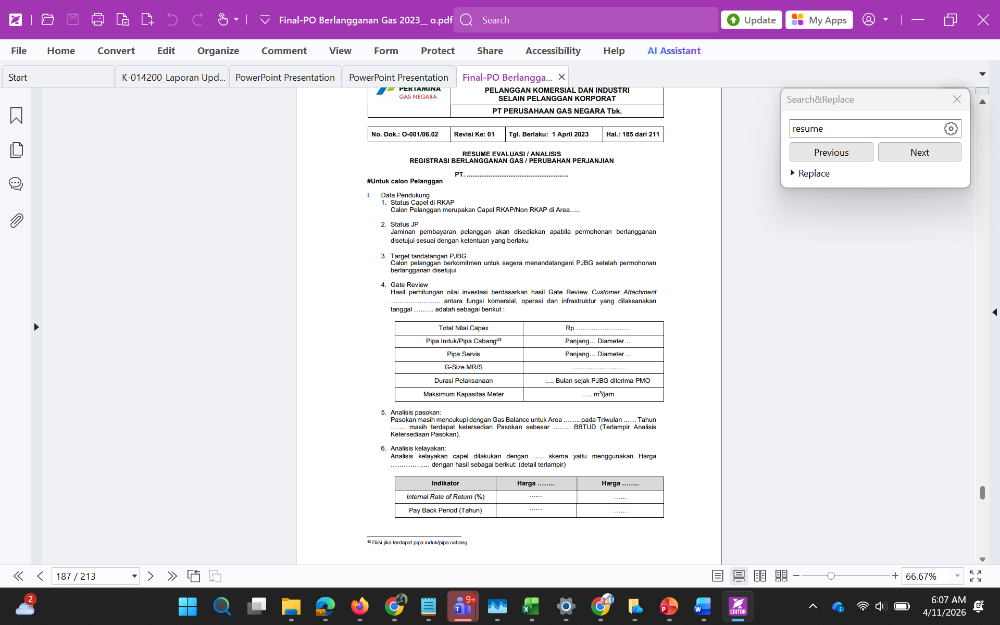 Final-PO Berlangganan Gas 2023__ o.pdf
Search
Update
My Apps
File
Home
Convert
Edit
Organize
Comment
View
Form
Protect
Share
Accessibility
Help
AI Assistant
Start
K-014200_Laporan Upd...
PowerPoint Presentation
PowerPoint Presentation
Final-PO Berlangga...
PERTAMINA
GAS NEGARA
PELANGGAN KOMERSIAL DAN INDUSTRI
SELAIN PELANGGAN KORPORAT
PT PERUSAHAAN GAS NEGARA Tbk.
No. Dok.: O-001/06.02
Revisi Ke: 01
Tgl. Berlaku: 1 April 2023
Hal.: 185 dari 211
RESUME EVALUASI / ANALISIS
REGISTRASI BERLANGGANAN GAS / PERUBAHAN PERJANJIAN
PT. ........................................................
#Untuk calon Pelanggan
I. Data Pendukung
1. Status Capel di RKAP
Calon Pelanggan merupakan Capel RKAP/Non RKAP di Area…..
2. Status JP
Jaminan pembayaran pelanggan akan disediakan apabila permohonan berlangganan
disetujui sesuai dengan ketentuan yang berlaku
3. Target tandatangan PJBG
Calon pelanggan berkomitmen untuk segera menandatangani PJBG setelah permohonan
berlangganan disetujui
4. Gate Review
Hasil perhitungan nilai investasi berdasarkan hasil Gate Review Customer Attachment
………………….. antara fungsi komersial, operasi dan infrastruktur yang dilaksanakan
tanggal ……… adalah sebagai berikut :
Total Nilai Capex
Rp ……………………
Pipa Induk/Pipa Cabang⁴³
Panjang… Diameter…
Pipa Servis
Panjang… Diameter…
G-Size MR/S
…………………….
Durasi Pelaksanaan
…. Bulan sejak PJBG diterima PMO
Maksimum Kapasitas Meter
….. m³/jam
5. Analisis pasokan:
Pasokan masih mencukupi dengan Gas Balance untuk Area …….. pada Triwulan …… Tahun
……. masih terdapat ketersedian Pasokan sebesar …….. BBTUD (Terlampir Analisis
Ketersediaan Pasokan).
6. Analisis kelayakan:
Analisis kelayakan capel dilakukan dengan ….. skema yaitu menggunakan Harga
……………… dengan hasil sebagai berikut: (detail terlampir)
Indikator
Harga ……..
Harga ……..
Internal Rate of Return (%)
……
……
Pay Back Period (Tahun)
……
……
⁴³ Diisi jika terdapat pipa induk/pipa cabang
Search&Replace
resume
Previous
Next
Replace
187 / 213
66.67%
2
9+
EDITOR
6:07 AM
4/11/2026